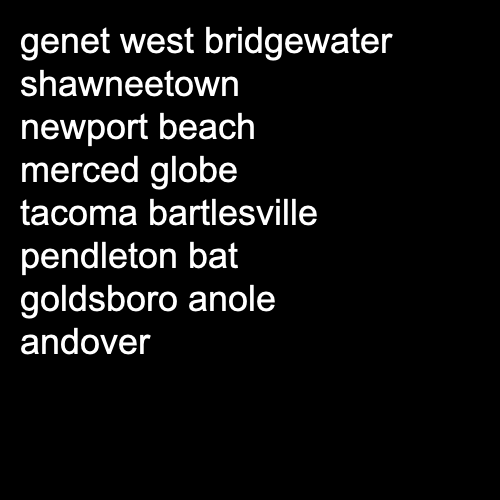 genet west bridgewater
shawneetown
newport beach
merced globe
tacoma bartlesville
pendleton bat
goldsboro anole
andover